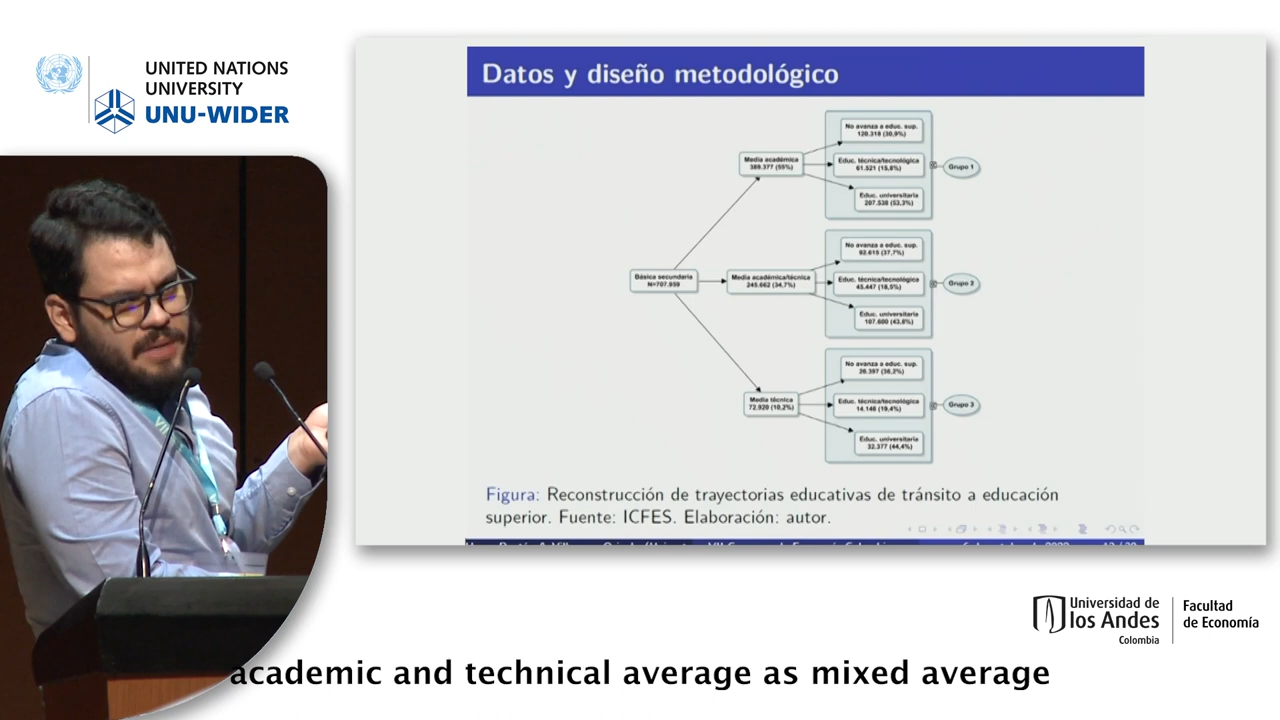 UNITED NATIONS
UNIVERSITY
UNU-WIDER
Datos y diseño metodológico
No avanza a educ. sup.
120.318 (30,9%)
Media académica
389.377 (55%)
Educ. técnica/tecnológica
61.521 (15,8%)
Grupo 1
Educ. universitaria
207.538 (53,3%)
No avanza a educ. sup.
92.615 (37,7%)
Básica secundaria
N=707.959
Media académica/técnica
245.662 (34,7%)
Educ. técnica/tecnológica
45.447 (18,5%)
Grupo 2
Educ. universitaria
107.600 (43,8%)
No avanza a educ. sup.
26.397 (36,2%)
Media técnica
72.920 (10,2%)
Educ. técnica/tecnológica
14.146 (19,4%)
Grupo 3
Educ. universitaria
32.377 (44,4%)
Figura: Reconstrucción de trayectorias educativas de tránsito a educación
superior. Fuente: ICFES. Elaboración: autor.
Universidad de
los Andes
Colombia
Facultad
de Economía
academic and technical average as mixed average